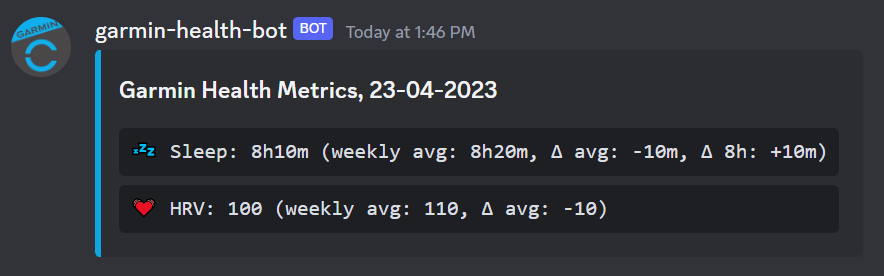 GARMIN
garmin-health-bot BOT Today at 1:46 PM
Garmin Health Metrics, 23-04-2023
💤 Sleep: 8h10m (weekly avg: 8h20m, Δ avg: -10m, Δ 8h: +10m)
HRV: 100 (weekly avg: 110, Δ avg: -10)